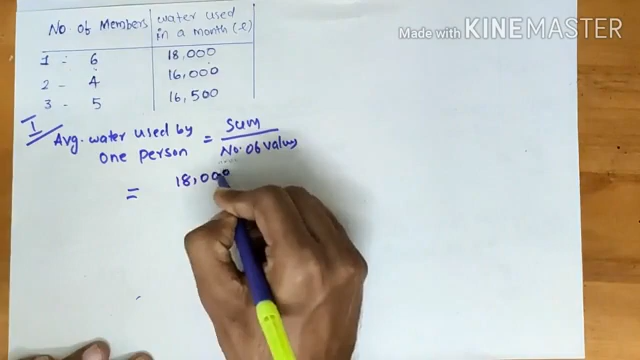 Made with KINEMASTER
No of Members water used in a month (l)
1 - 6 18,000
2 - 4 16,000
3 - 5 16,500
I Avg. water used by one person = Sum / No. of values
= 18,000